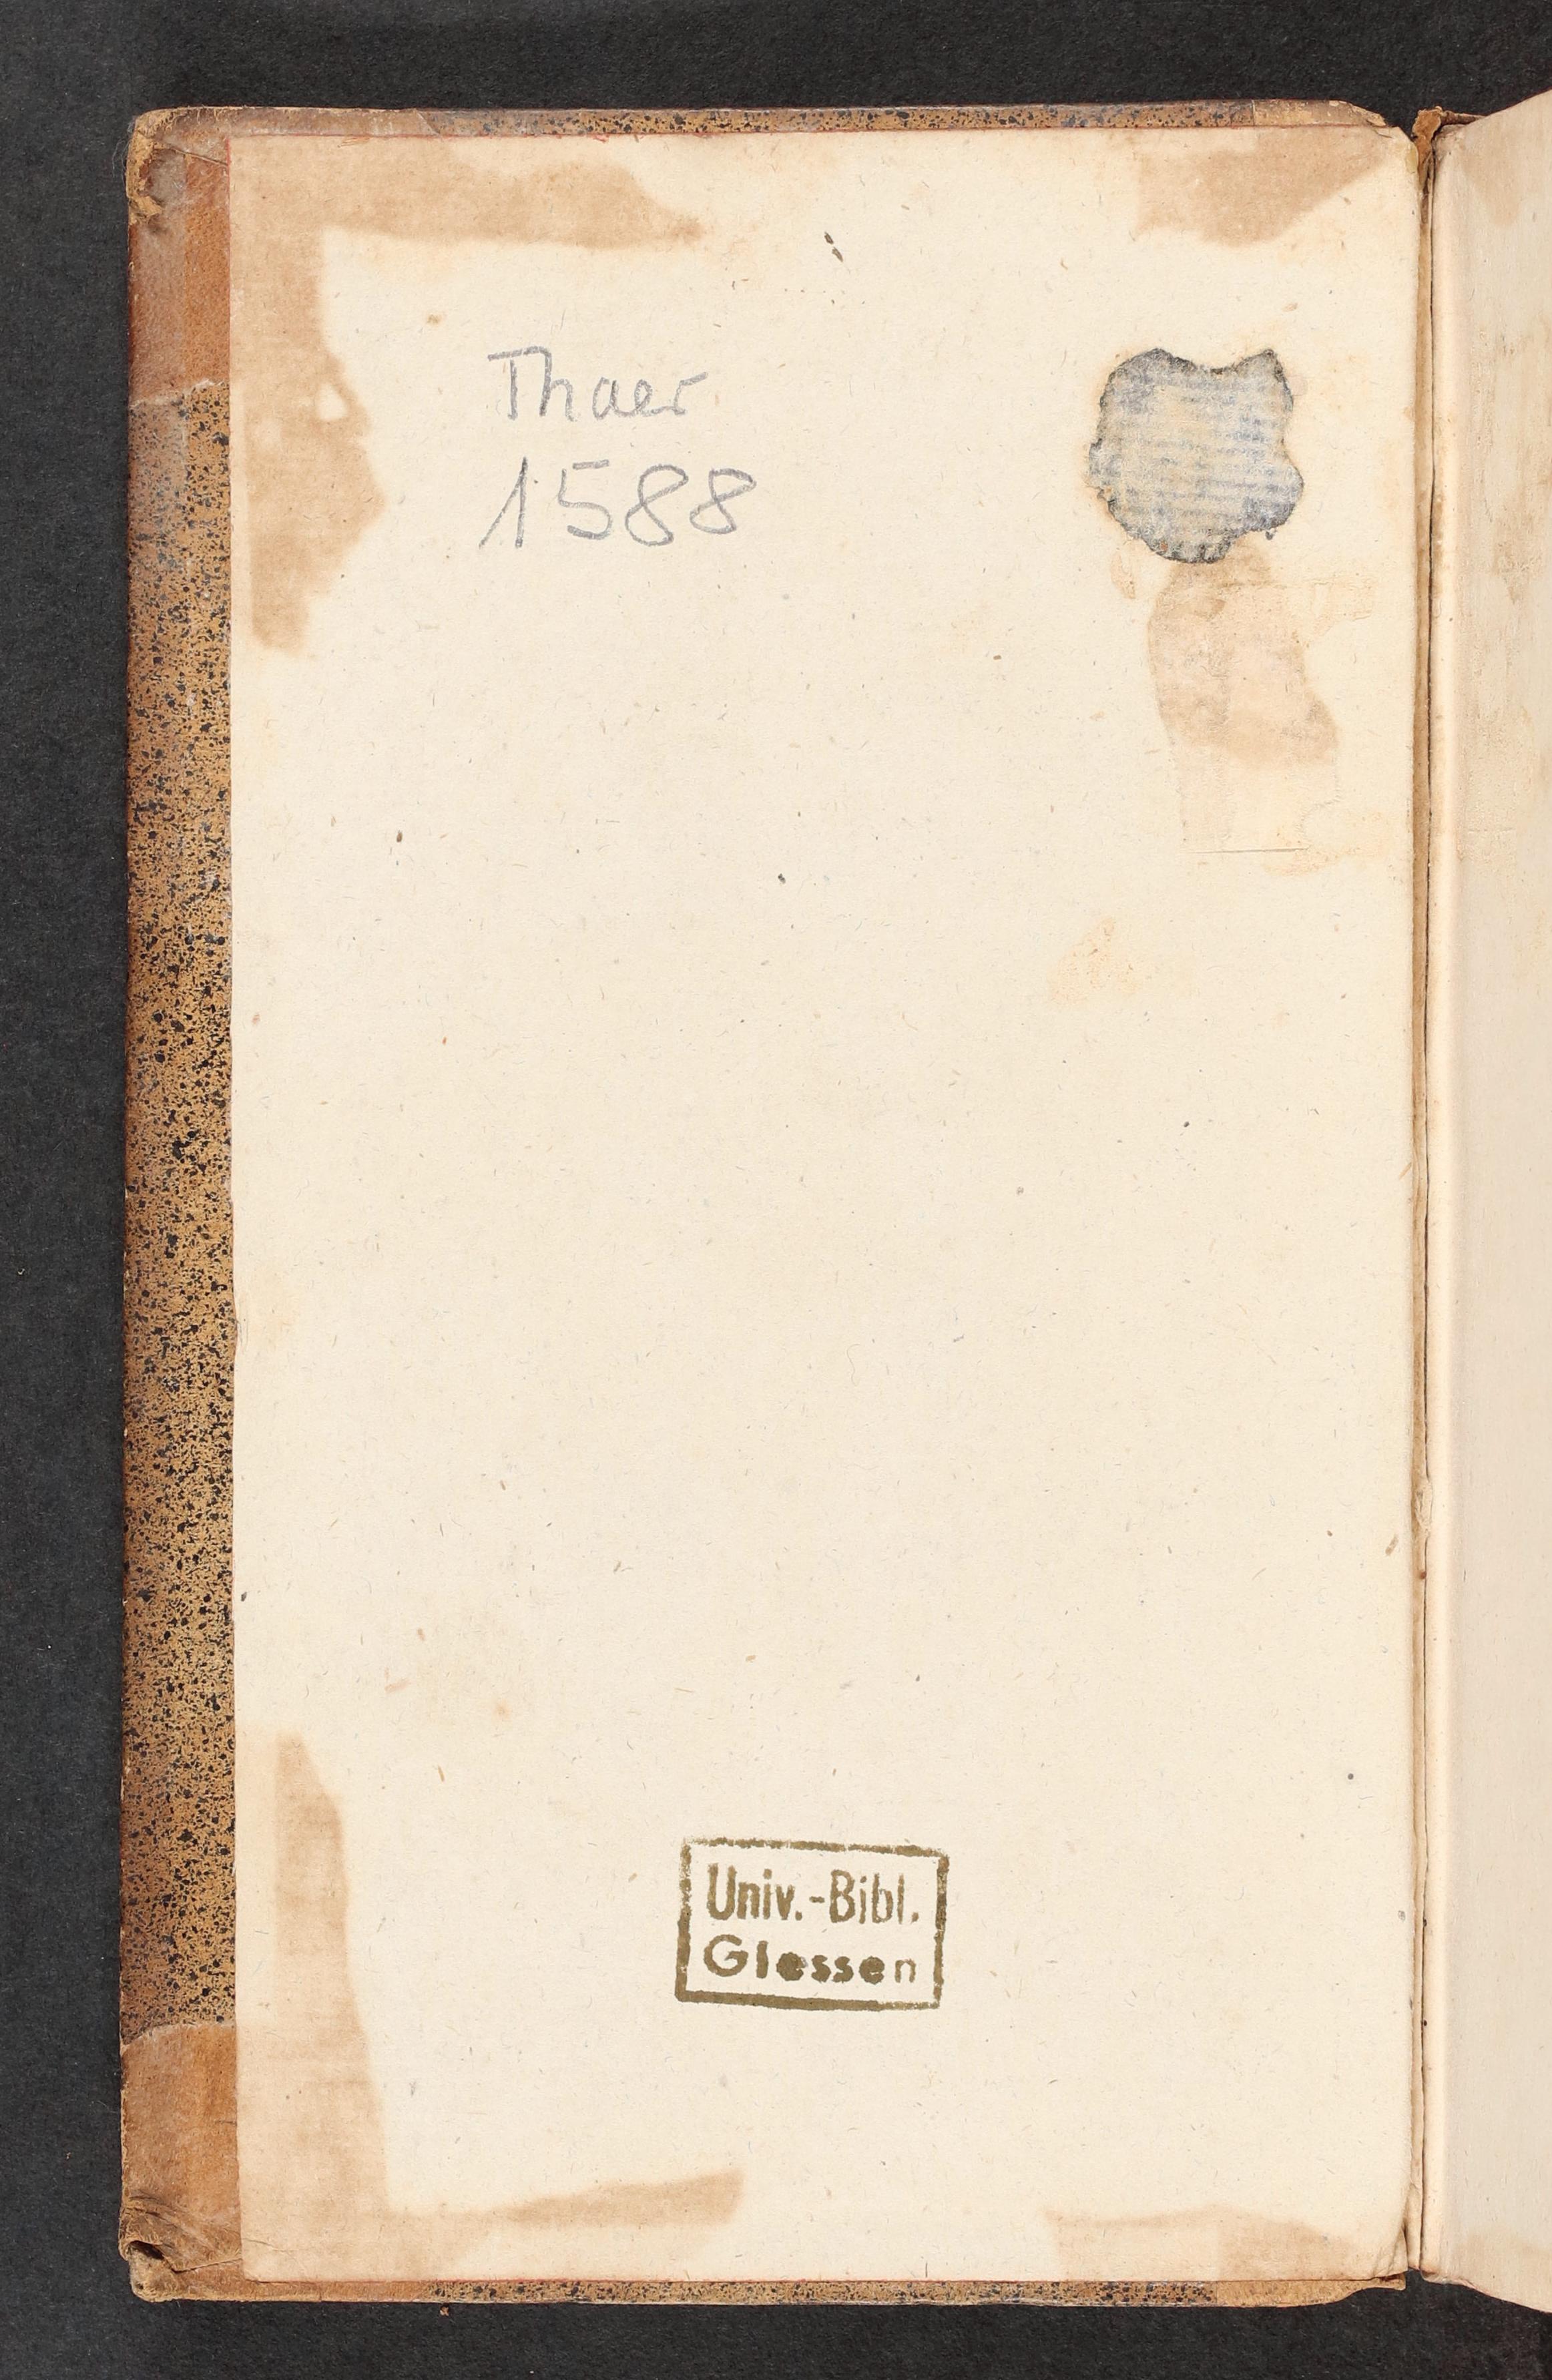 Thaer
1588
Univ.-Bibl.
Giessen